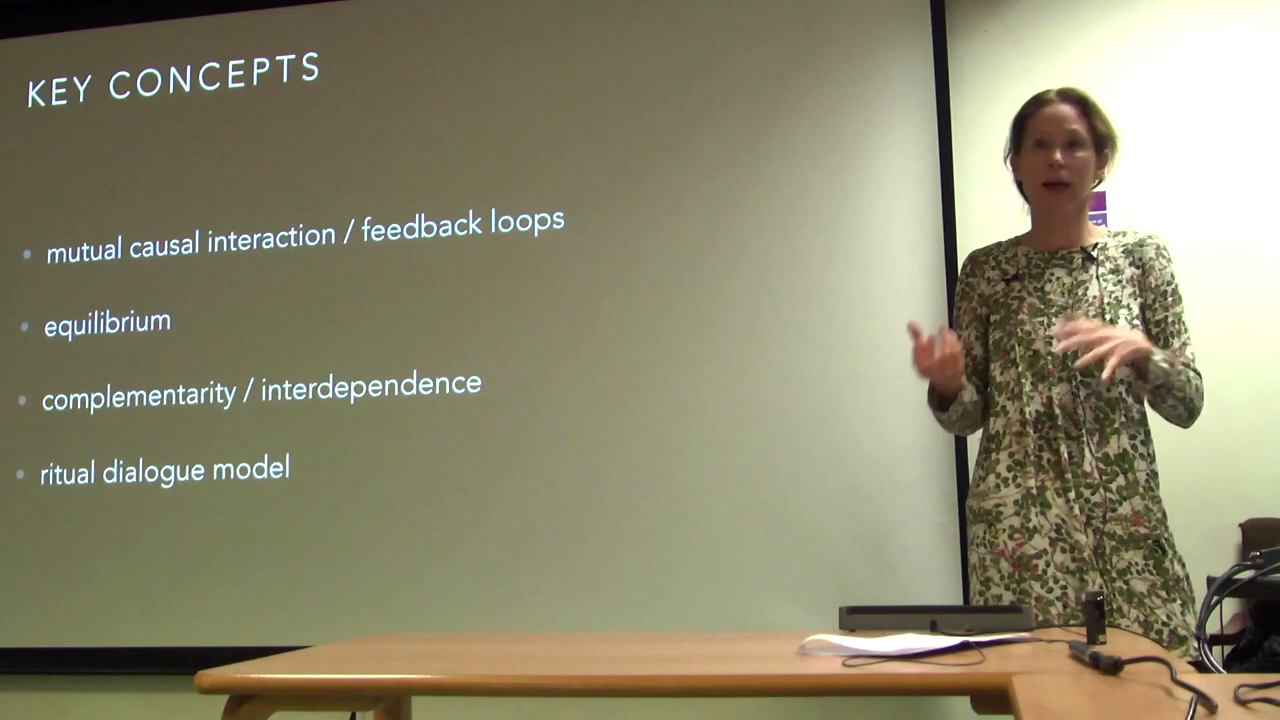 KEY CONCEPTS
mutual causal interaction / feedback loops
equilibrium
complementarity / interdependence
ritual dialogue model